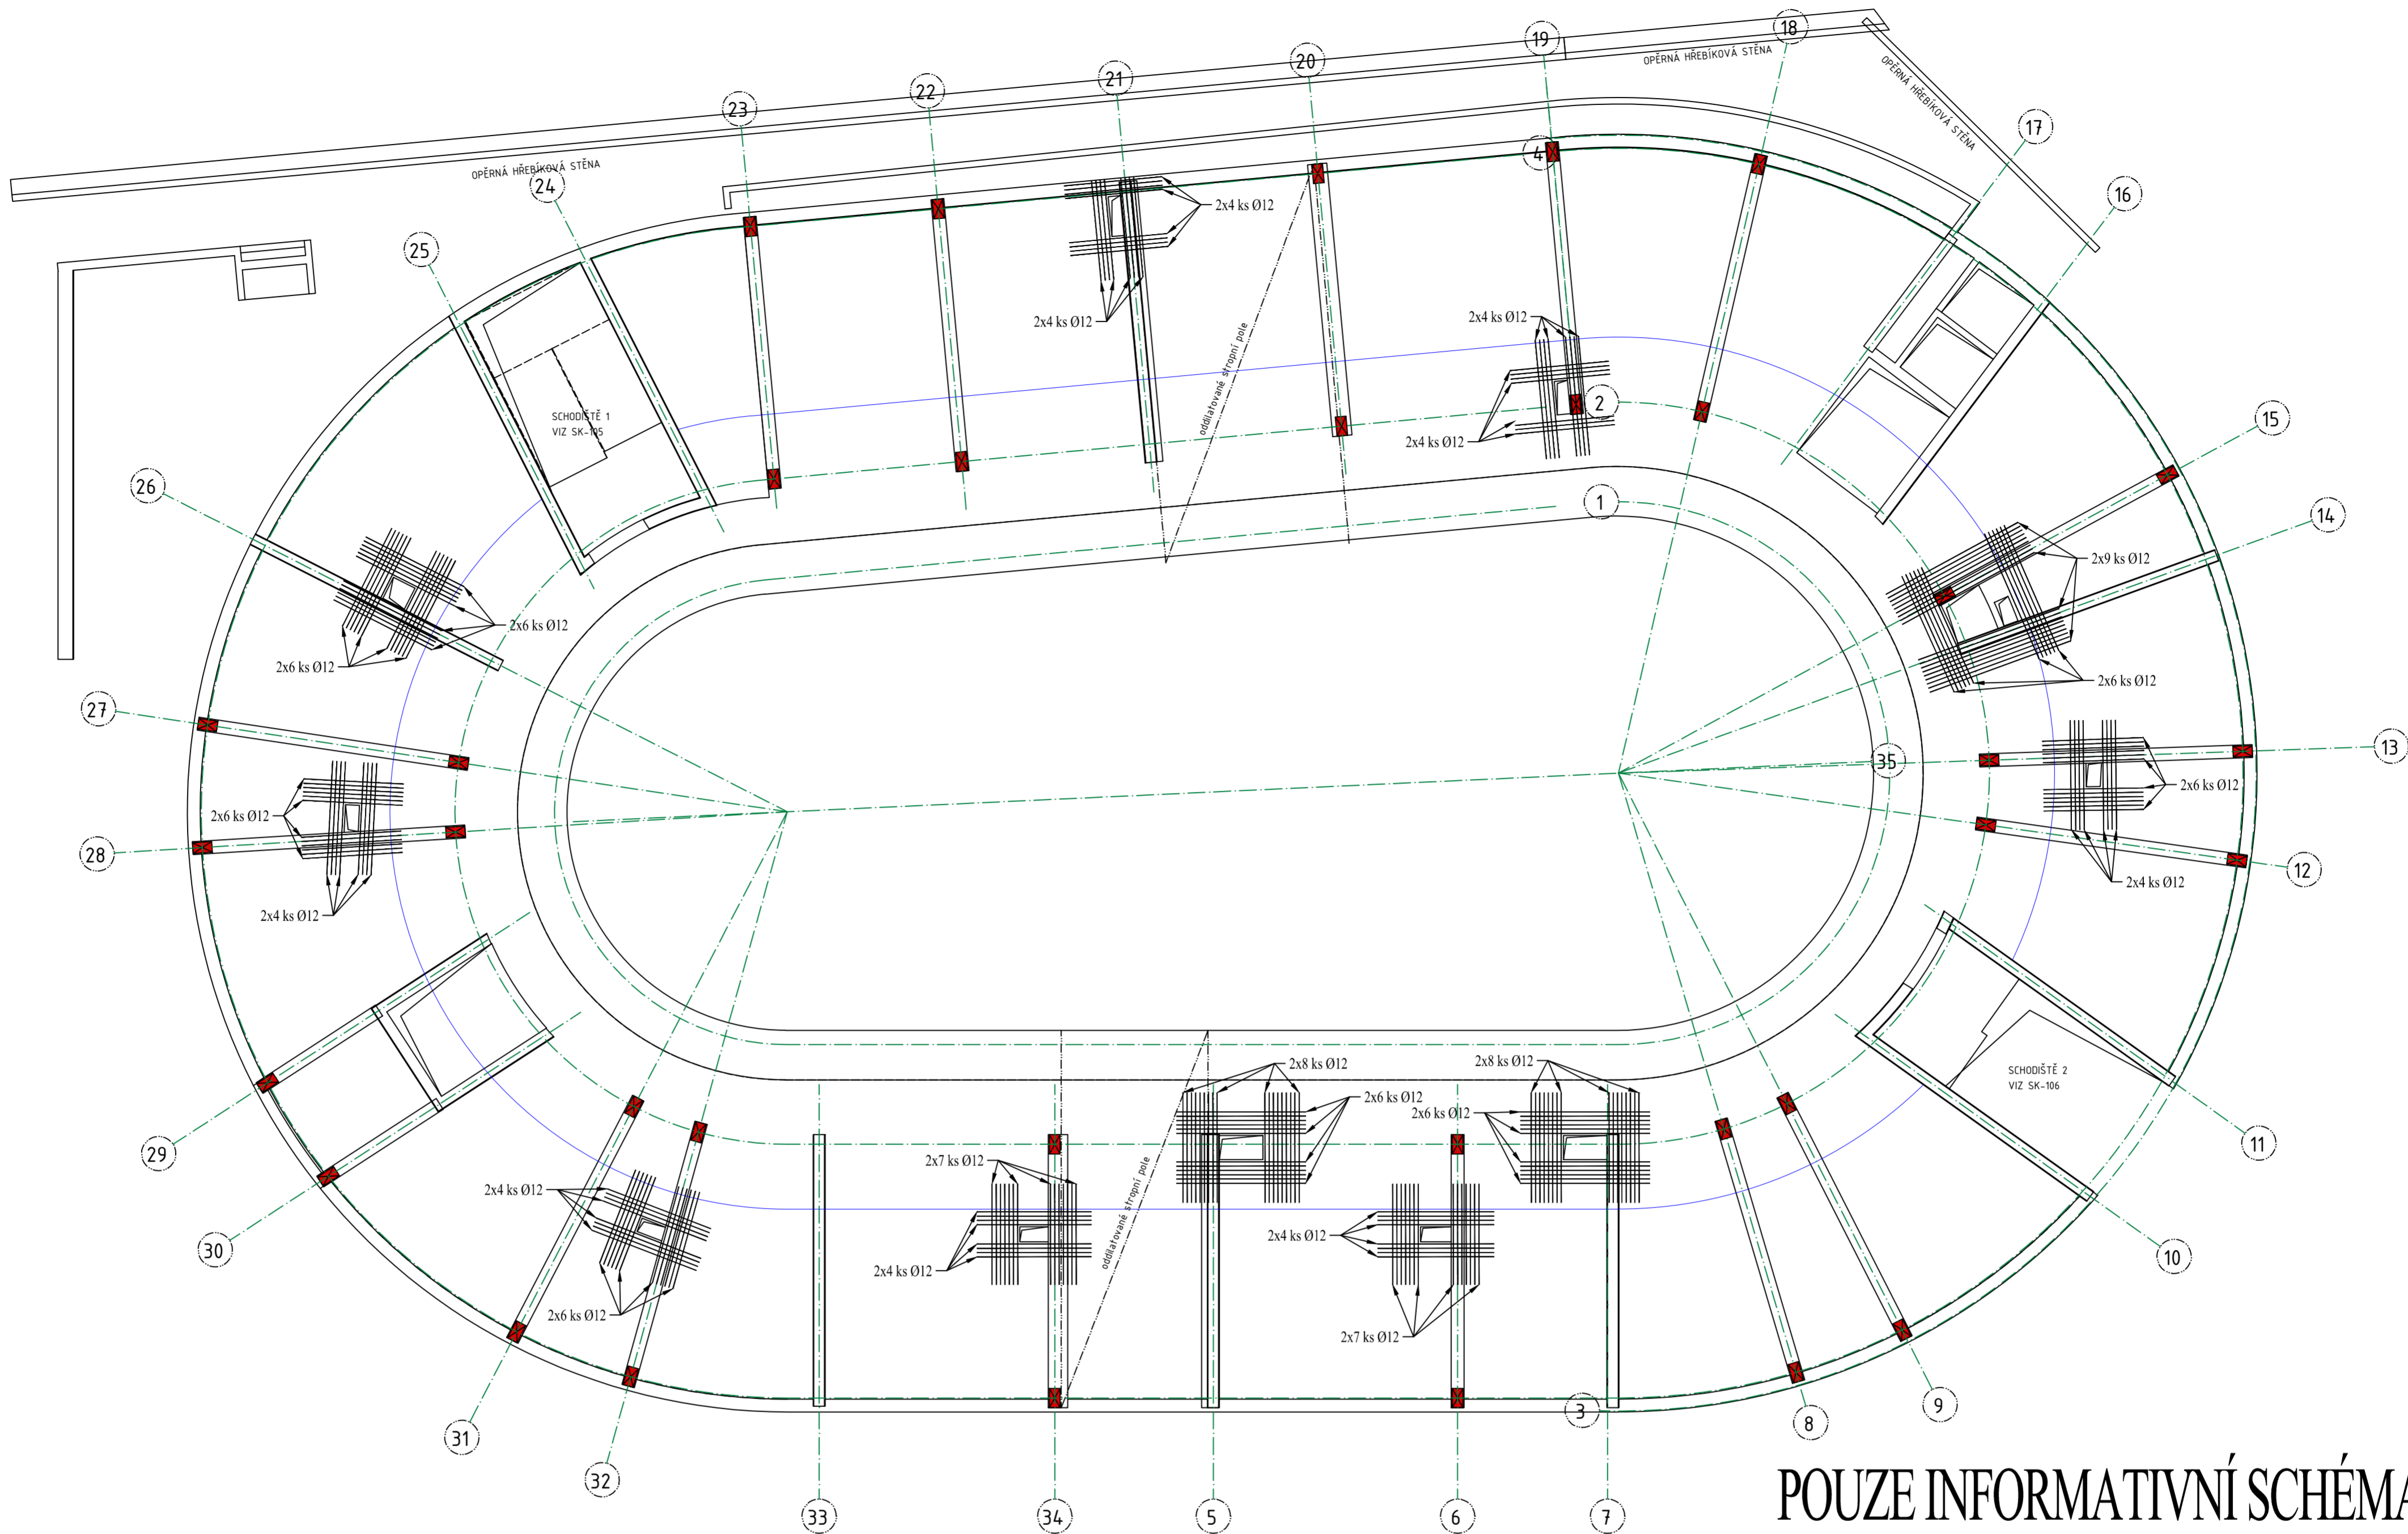 18
19
20
OPĚRNÁ HŘEBÍKOVÁ STĚNA
21
22
OPĚRNÁ HŘEBÍKOVÁ STĚNA
23
17
4
OPĚRNÁ HŘEBÍKOVÁ STĚNA
24
16
2x4 ks Ø12
25
2x4 ks Ø12
2x4 ks Ø12
oddilatované stropní pole
2
SCHODIŠTĚ 1
VIZ SK-105
15
2x4 ks Ø12
26
1
14
2x9 ks Ø12
2x6 ks Ø12
2x6 ks Ø12
2x6 ks Ø12
27
13
35
2x6 ks Ø12
2x6 ks Ø12
28
12
2x4 ks Ø12
2x4 ks Ø12
2x8 ks Ø12
2x8 ks Ø12
SCHODIŠTĚ 2
VIZ SK-106
2x6 ks Ø12
2x6 ks Ø12
11
29
2x7 ks Ø12
2x4 ks Ø12
oddilatované stropní pole
2x4 ks Ø12
30
10
2x4 ks Ø12
2x6 ks Ø12
2x7 ks Ø12
3
9
8
31
32
POUZE INFORMATIVNÍ SCHÉMA
33
34
5
6
7